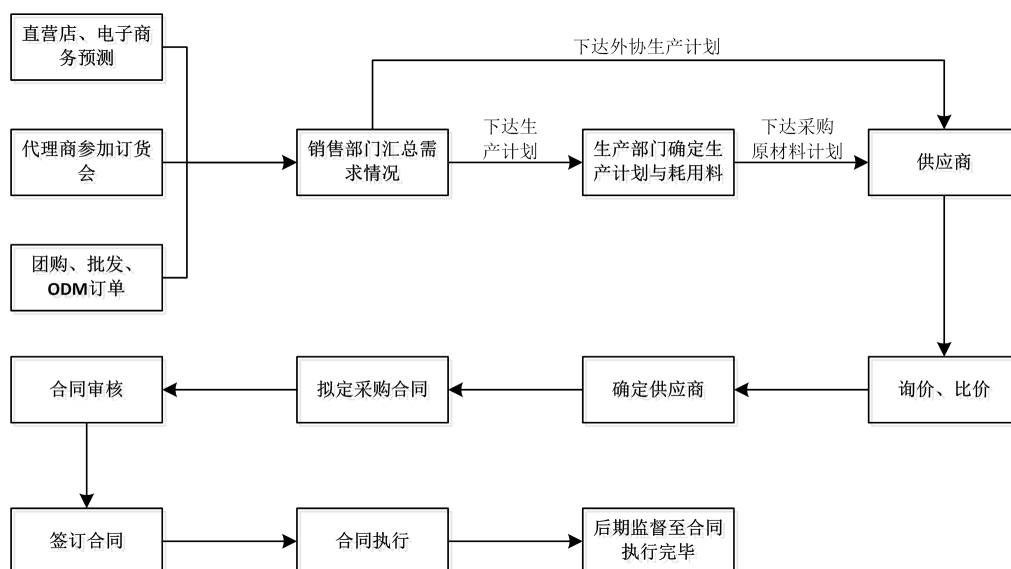 直营店、电子商
务预测
下达外协生产计划
代理商参加订货
会
销售部门汇总需
求情况
下达生
产计划
生产部门确定生
产计划与耗用料
下达采购
原材料计划
供应商
团购、批发、
ODM订单
合同审核
拟定采购合同
确定供应商
询价、比价
签订合同
合同执行
后期监督至合同
执行完毕